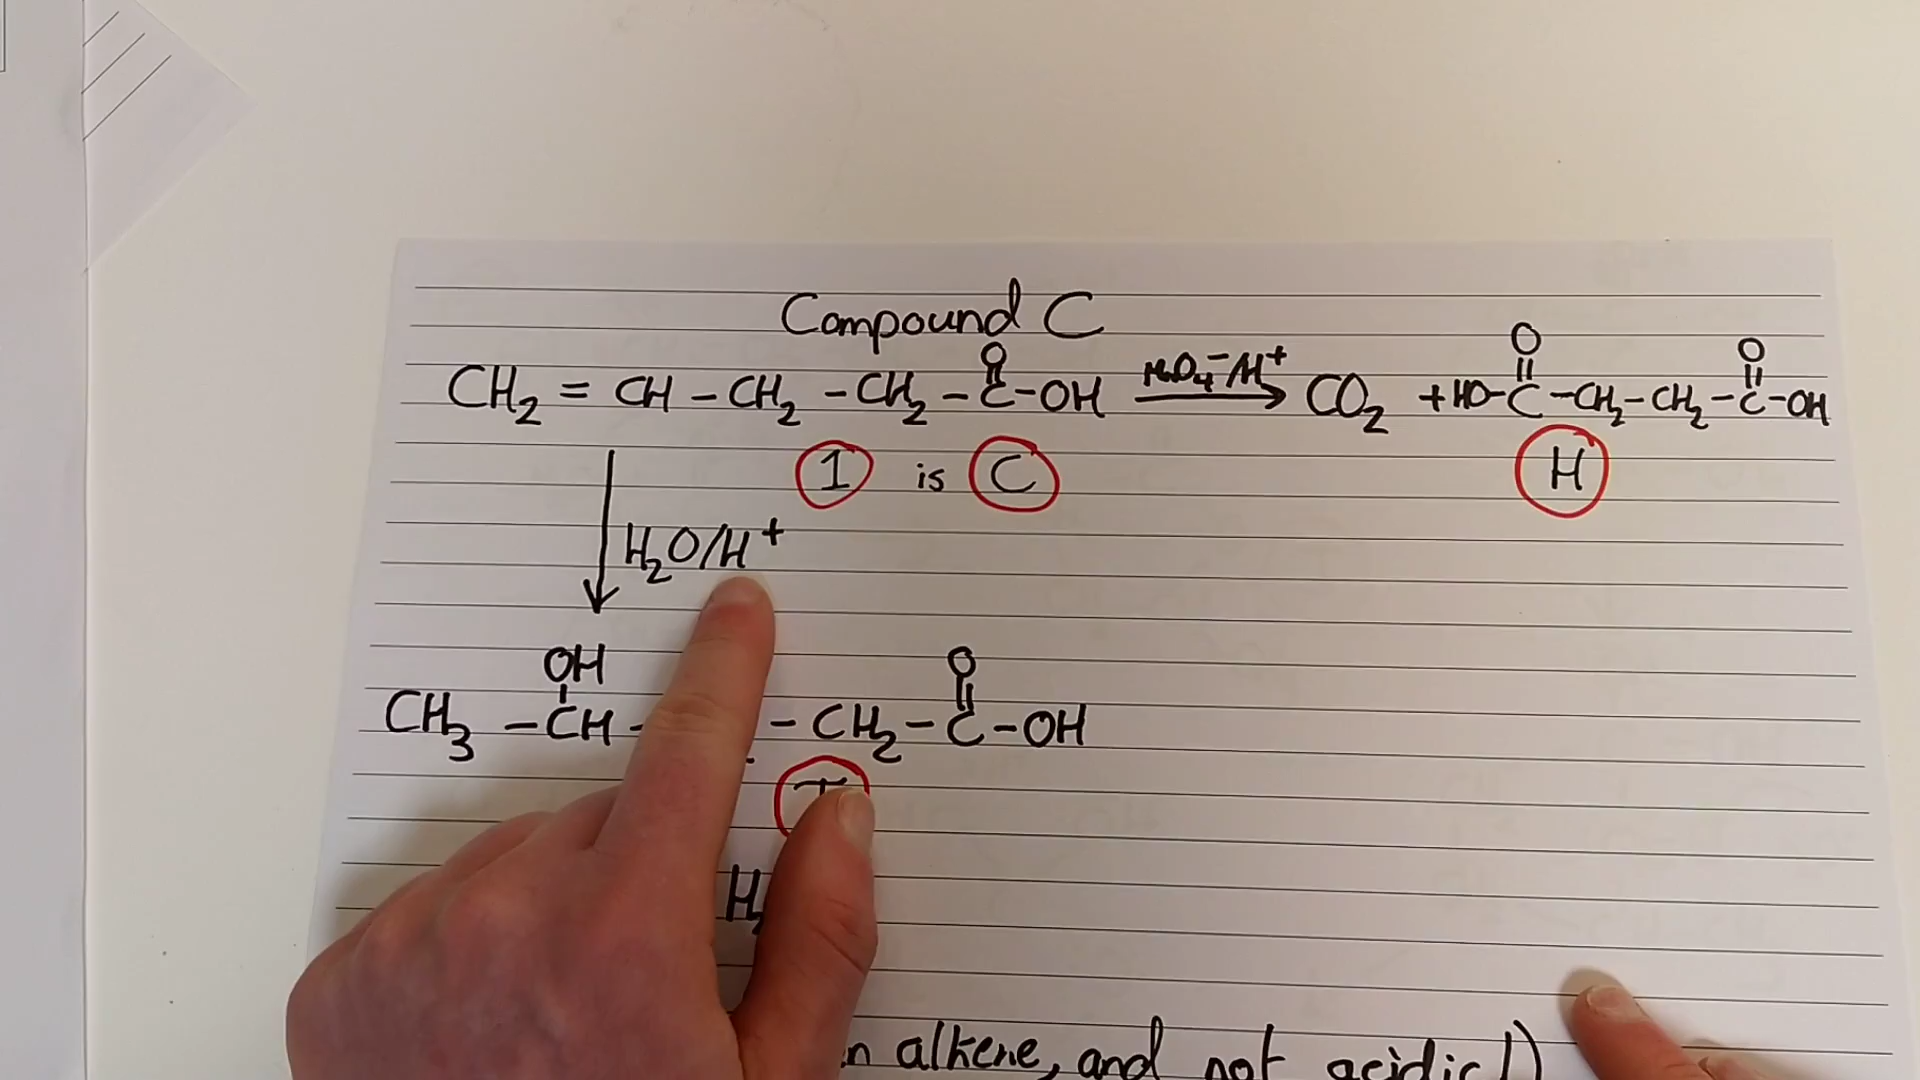 Compound C
O O O
CH₂ = CH – CH₂ – CH₂ – C – OH MnO₄⁻/H⁺ → CO₂ + HO – C – CH₂ – CH₂ – C – OH
I is C H
H₂O/H⁺
OH O
CH₃ – CH – – CH₂ – C – OH
alkene, and not acidic!)